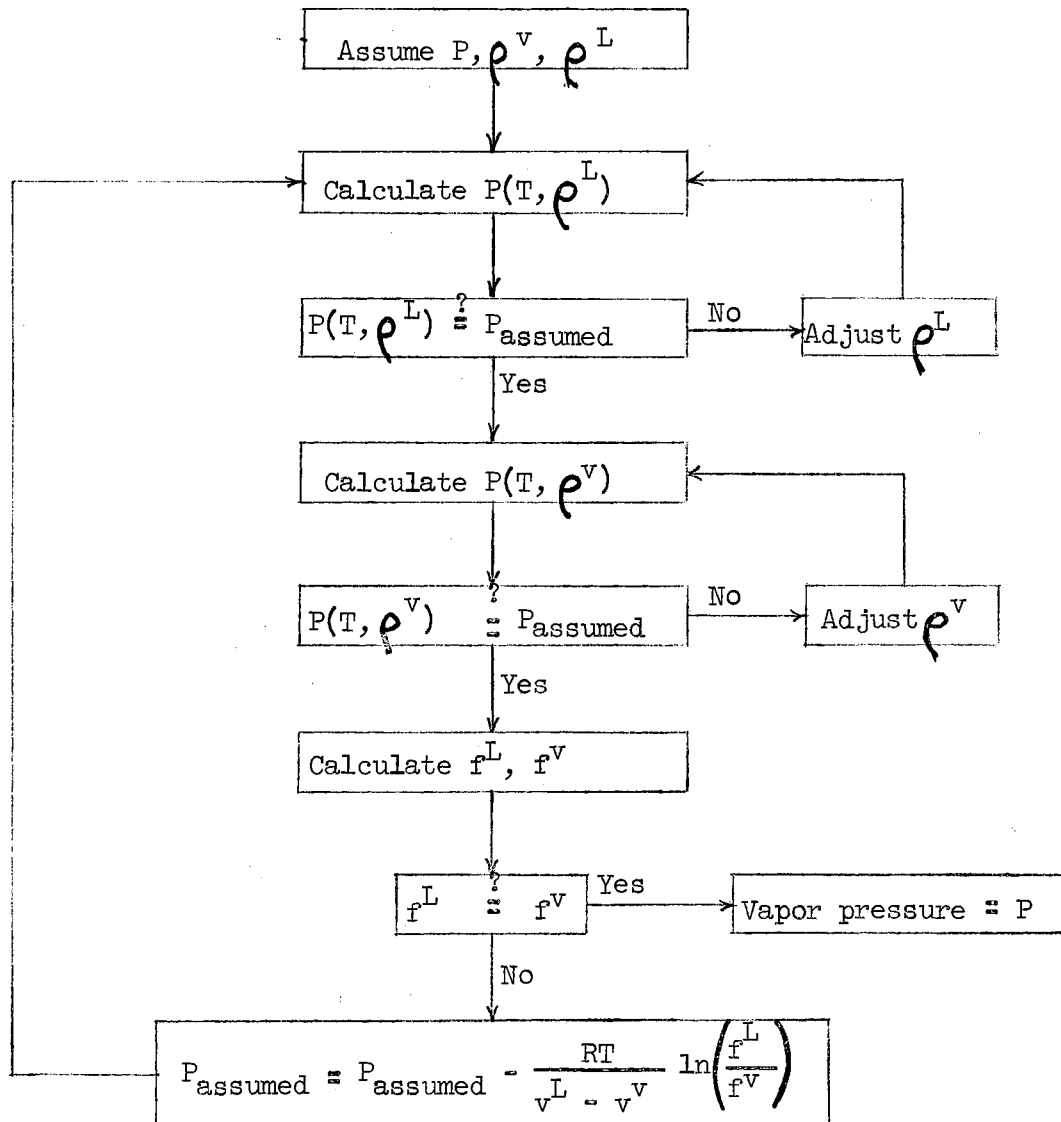 Assume P, ρ^v, ρ^L
Calculate P(T, ρ^L)
P(T, ρ^L) ≟ P_assumed
No
Adjust ρ^L
Yes
Calculate P(T, ρ^v)
P(T, ρ^v) ≟ P_assumed
No
Adjust ρ^v
Yes
Calculate f^L, f^v
f^L ≟ f^v
Yes
Vapor pressure = P
No
P_assumed = P_assumed - RT/(v^L - v^v) ln(f^L/f^v)